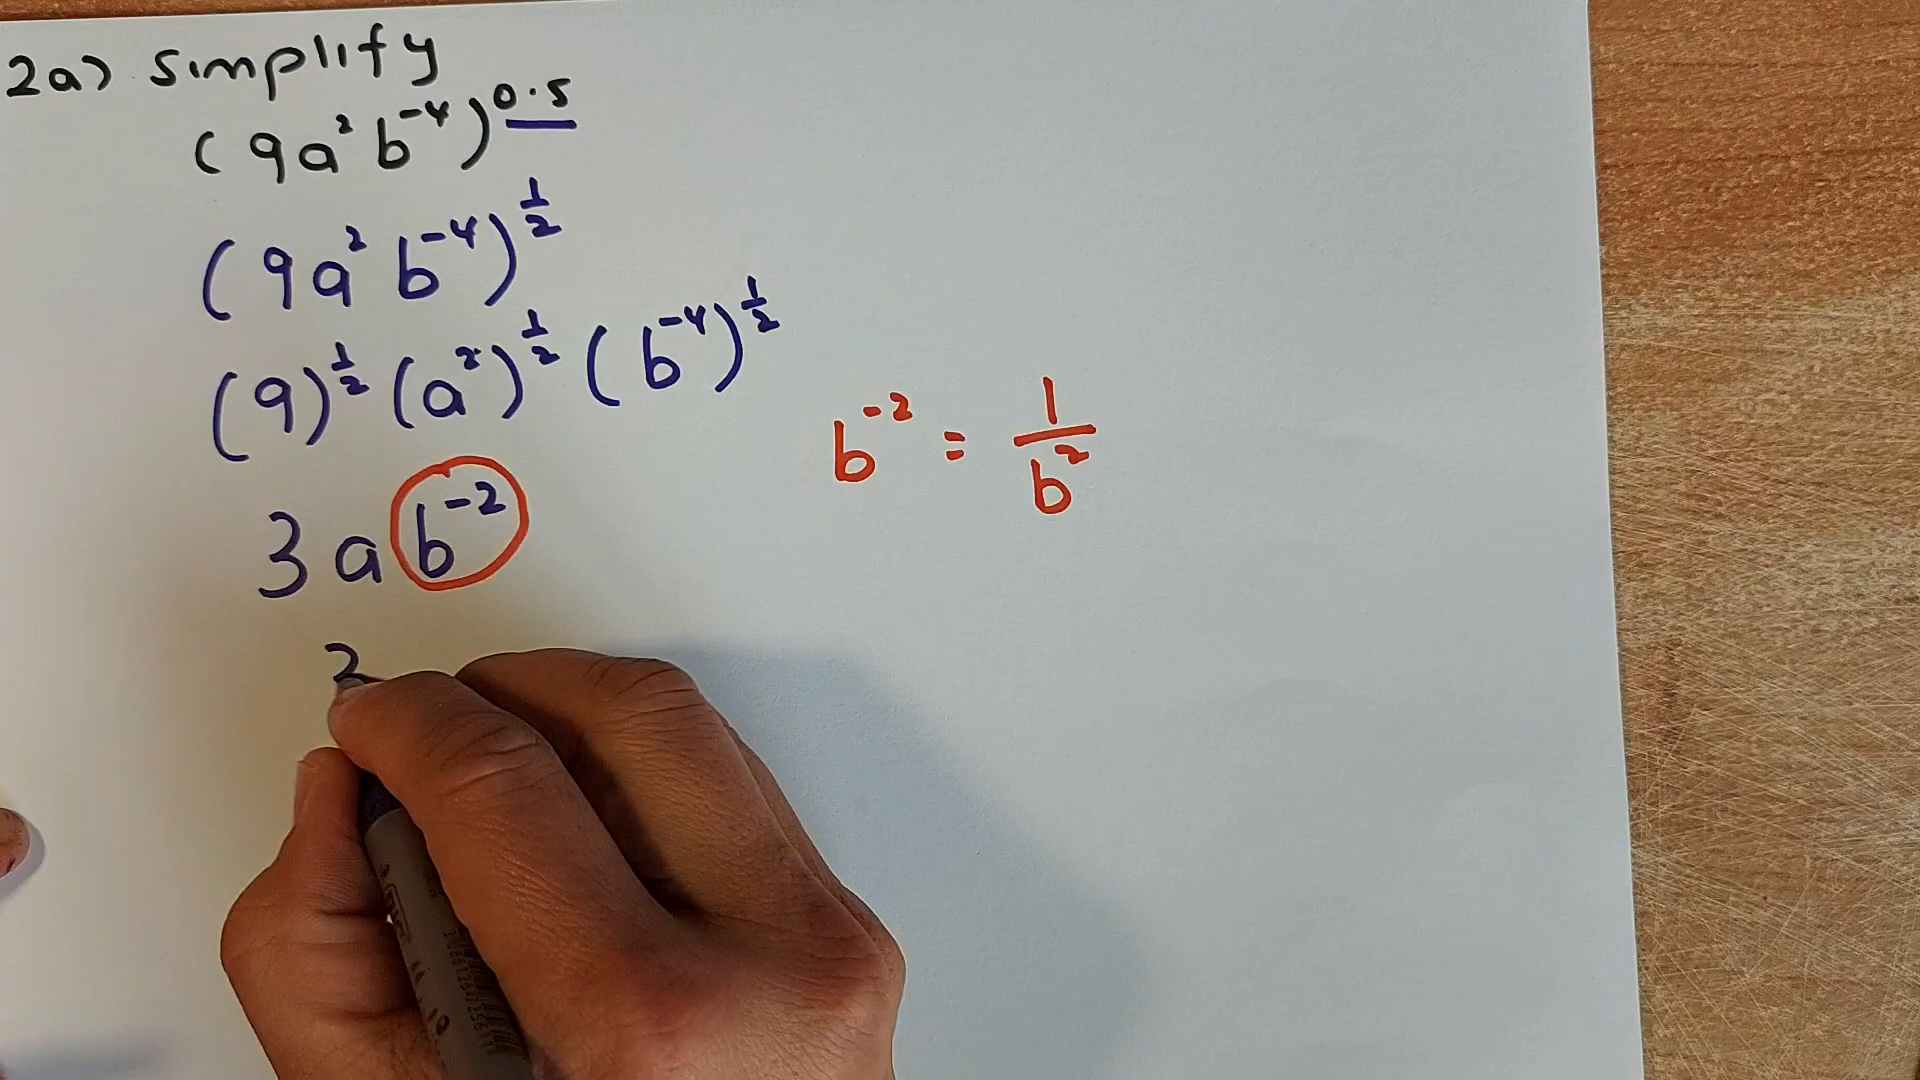 2a) Simplify
(9a²b⁻⁴)^0.5
(9a²b⁻⁴)^½
(9)^½ (a²)^½ (b⁻⁴)^½
b⁻² = 1/b²
3ab⁻²
3